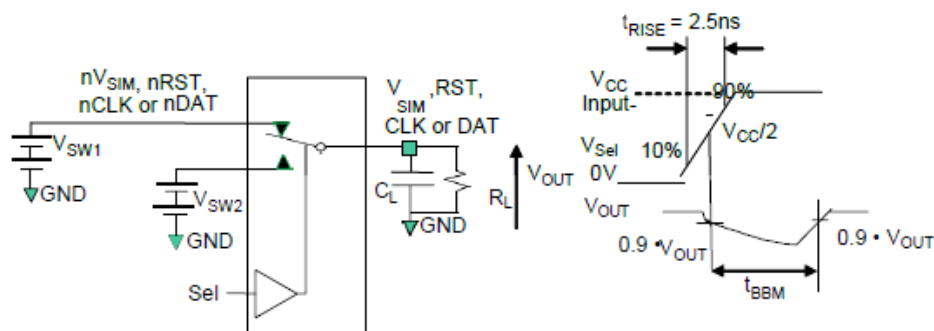 nVSIM, nRST,
nCLK or nDAT
VSW1
GND
VSW2
GND
Sel
VSIM ,RST,
CLK or DAT
CL
GND
RL
VOUT
tRISE = 2.5ns
VCC
Input-
90%
VCC/2
VSel
10%
0V
VOUT
0.9 • VOUT
0.9 • VOUT
tBBM